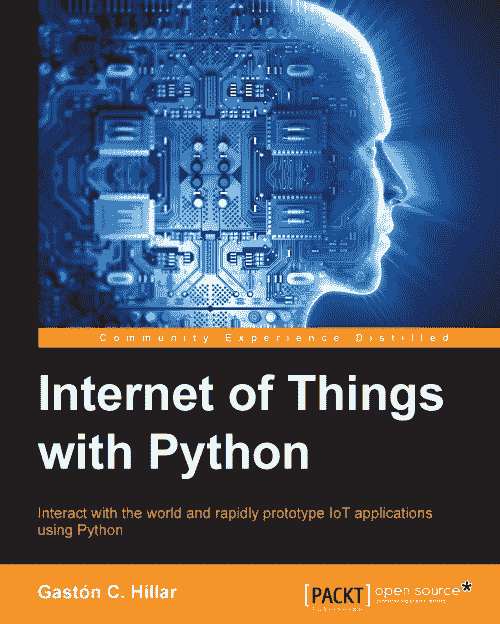 Community Experience Distilled
Internet of Things
with Python
Interact with the world and rapidly prototype IoT applications
using Python
Gastón C. Hillar
[PACKT] open source*